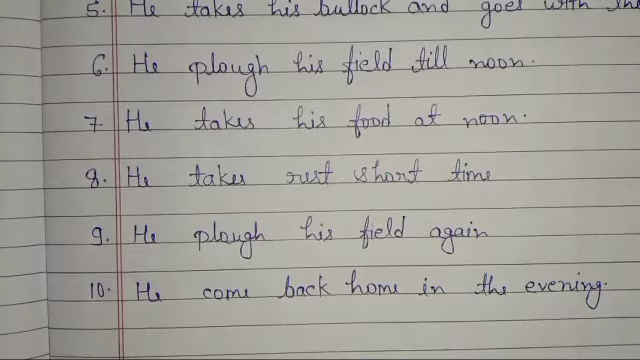 5. He takes his bullock and goes with the
6. He plough his field till noon.
7. He takes his food at noon.
8. He takes rest short time
9. He plough his field again
10. He come back home in the evening.